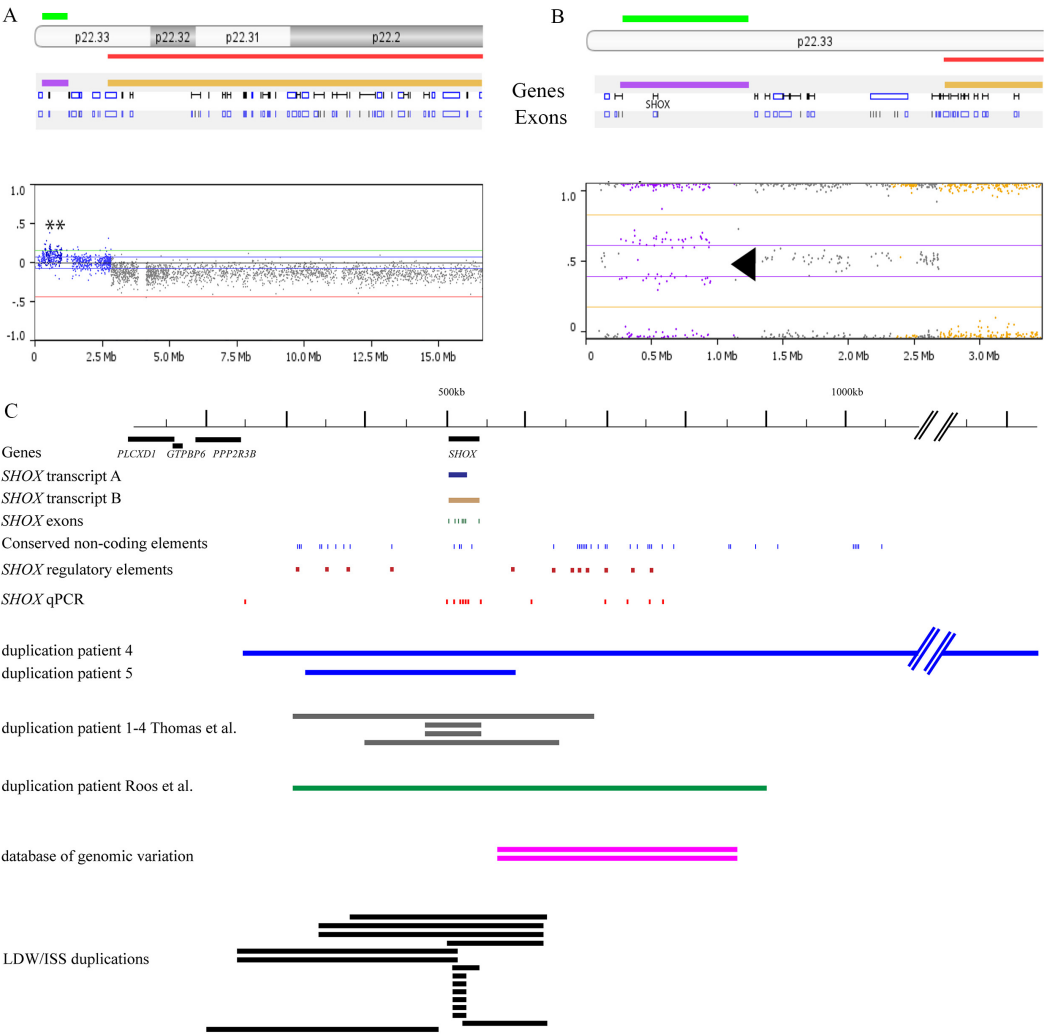 A
p22.33 p22.32 p22.31 p22.2
1.0
.5
0
-.5
-1.0
**
0 2.5 Mb 5.0 Mb 7.5 Mb 10.0 Mb 12.5 Mb 15.0 Mb
B
p22.33
Genes
Exons
SHOX
1.0
.5
0
0 0.5 Mb 1.0 Mb 1.5 Mb 2.0 Mb 2.5 Mb 3.0 Mb
C
500kb 1000kb
Genes
PLCXD1 GTPBP6 PPP2R3B SHOX
SHOX transcript A
SHOX transcript B
SHOX exons
Conserved non-coding elements
SHOX regulatory elements
SHOX qPCR
duplication patient 4
duplication patient 5
duplication patient 1-4 Thomas et al.
duplication patient Roos et al.
database of genomic variation
LDW/ISS duplications